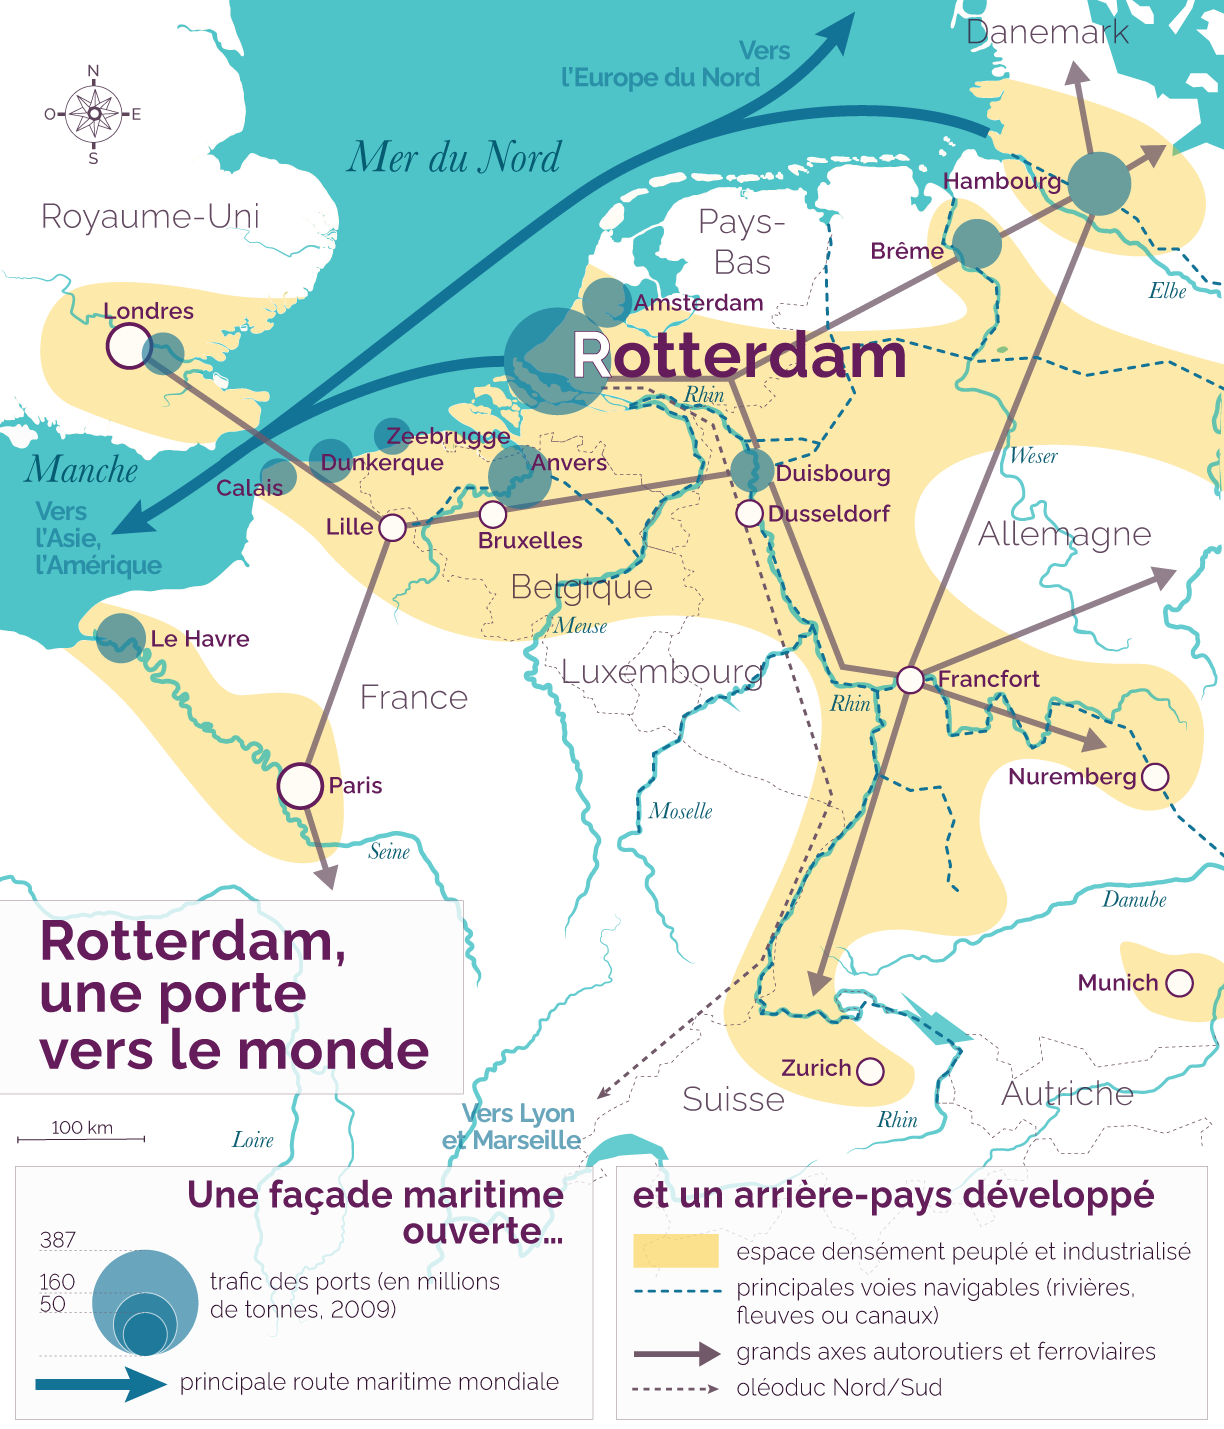 Danemark
Vers
l'Europe du Nord
N
O
E
S
Mer du Nord
Hambourg
Royaume-Uni
Pays-
Bas
Brême
Elbe
Londres
Amsterdam
Rotterdam
Rhin
Zeebrugge
Manche
Dunkerque
Anvers
Weser
Calais
Duisbourg
Vers
l'Asie,
l'Amérique
Lille
Dusseldorf
Bruxelles
Allemagne
Belgique
Meuse
Le Havre
Luxembourg
Francfort
France
Rhin
Paris
Nuremberg
Moselle
Seine
Danube
Rotterdam,
une porte
vers le monde
Munich
Zurich
Suisse
Autriche
Vers Lyon
et Marseille
Rhin
100 km
Loire
Une façade maritime
ouverte...
387
160
50
trafic des ports (en millions
de tonnes, 2009)
principale route maritime mondiale
et un arrière-pays développé
espace densément peuplé et industrialisé
principales voies navigables (rivières,
fleuves ou canaux)
grands axes autoroutiers et ferroviaires
oléoduc Nord/Sud